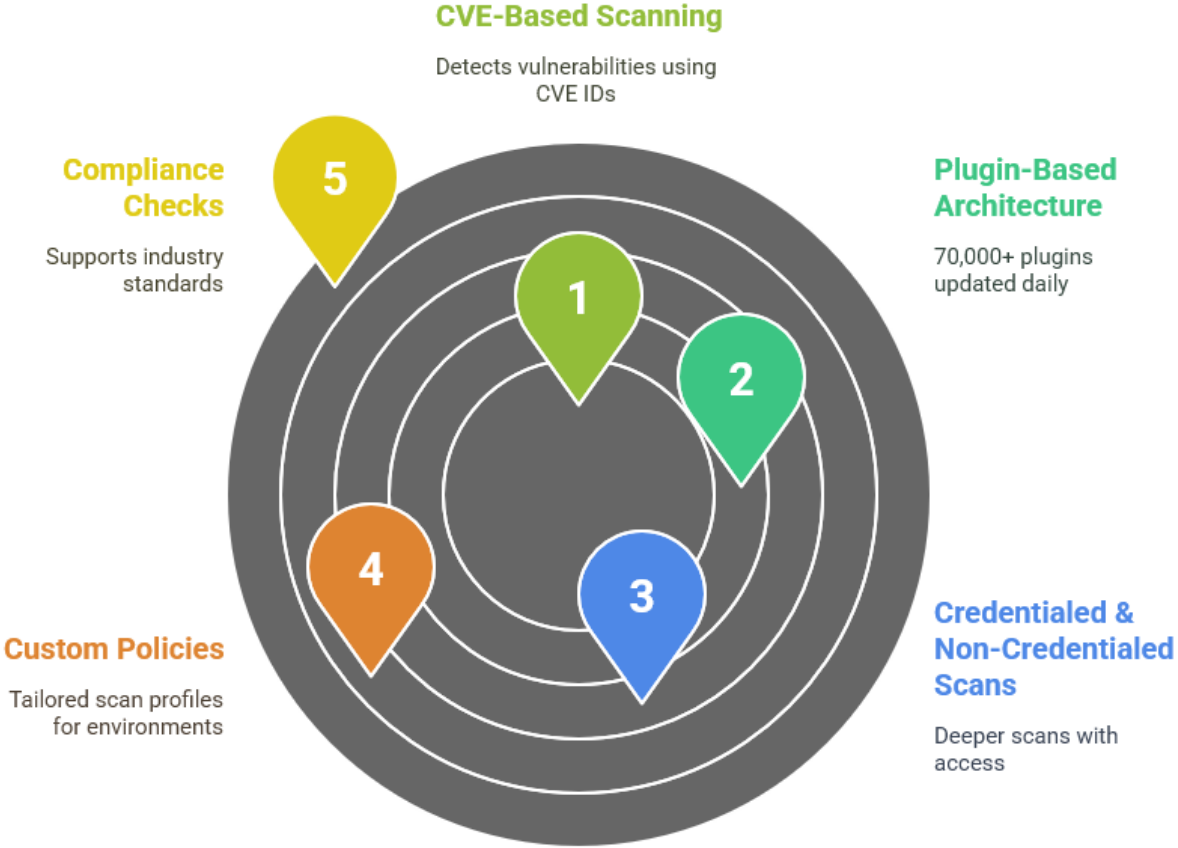 CVE-Based Scanning
Detects vulnerabilities using
CVE IDs
5
Compliance
Checks
Supports industry
standards
Plugin-Based
Architecture
70,000+ plugins
updated daily
1
2
4
3
Custom Policies
Tailored scan profiles
for environments
Credentialed &
Non-Credentialed
Scans
Deeper scans with
access